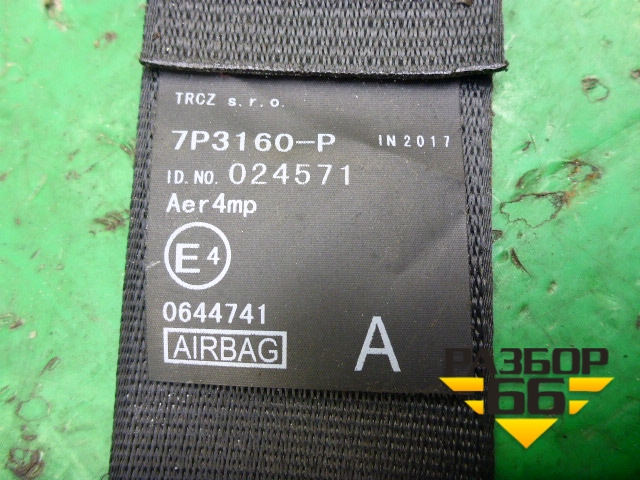 TRCZ s.r.o.
7P3160-P IN 2017
ID.NO. 024571
Aer4mp
E4
0644741
AIRBAG A
РАЗБОР
66